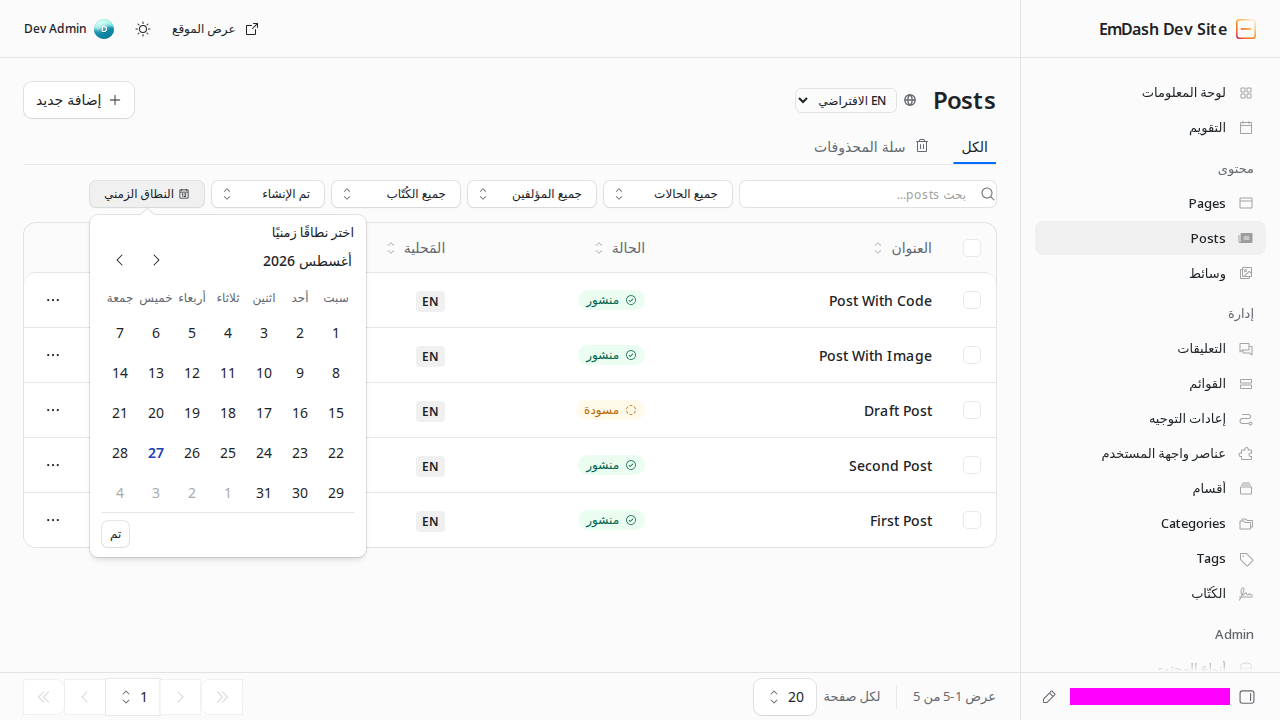 EmDash Dev Site
عرض الموقع
Dev Admin
D
لوحة المعلومات
التقويم
محتوى
Pages
Posts
وسائط
إدارة
التعليقات
القوائم
إعادات التوجيه
عناصر واجهة المستخدم
أقسام
Categories
Tags
الكُتّاب
Admin
أنواع المحتوى
Posts
EN الافتراضي
إضافة جديد
الكل
سلة المحذوفات
بحث posts...
جميع الحالات
جميع المؤلفين
جميع الكُتّاب
تم الإنشاء
النطاق الزمني
العنوان
الحالة
المَحلية
Post With Code
منشور
EN
Post With Image
منشور
EN
Draft Post
مسودة
EN
Second Post
منشور
EN
First Post
منشور
EN
اختر نطاقًا زمنيًا
أغسطس 2026
سبت أحد اثنين ثلاثاء أربعاء خميس جمعة
1 2 3 4 5 6 7
8 9 10 11 12 13 14
15 16 17 18 19 20 21
22 23 24 25 26 27 28
29 30 31 1 2 3 4
تم
عرض 1-5 من 5
لكل صفحة
20
1